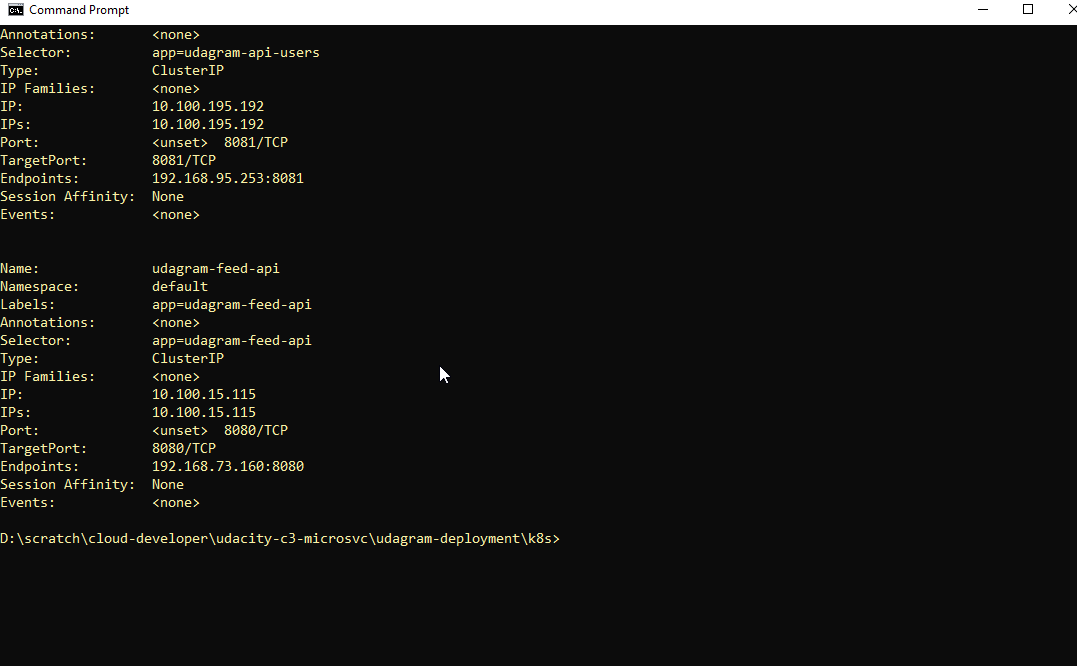 Command Prompt
Annotations: <none>
Selector: app=udagram-api-users
Type: ClusterIP
IP Families: <none>
IP: 10.100.195.192
IPs: 10.100.195.192
Port: <unset> 8081/TCP
TargetPort: 8081/TCP
Endpoints: 192.168.95.253:8081
Session Affinity: None
Events: <none>
Name: udagram-feed-api
Namespace: default
Labels: app=udagram-feed-api
Annotations: <none>
Selector: app=udagram-feed-api
Type: ClusterIP
IP Families: <none>
IP: 10.100.15.115
IPs: 10.100.15.115
Port: <unset> 8080/TCP
TargetPort: 8080/TCP
Endpoints: 192.168.73.160:8080
Session Affinity: None
Events: <none>
D:\scratch\cloud-developer\udacity-c3-microsvc\udagram-deployment\k8s>